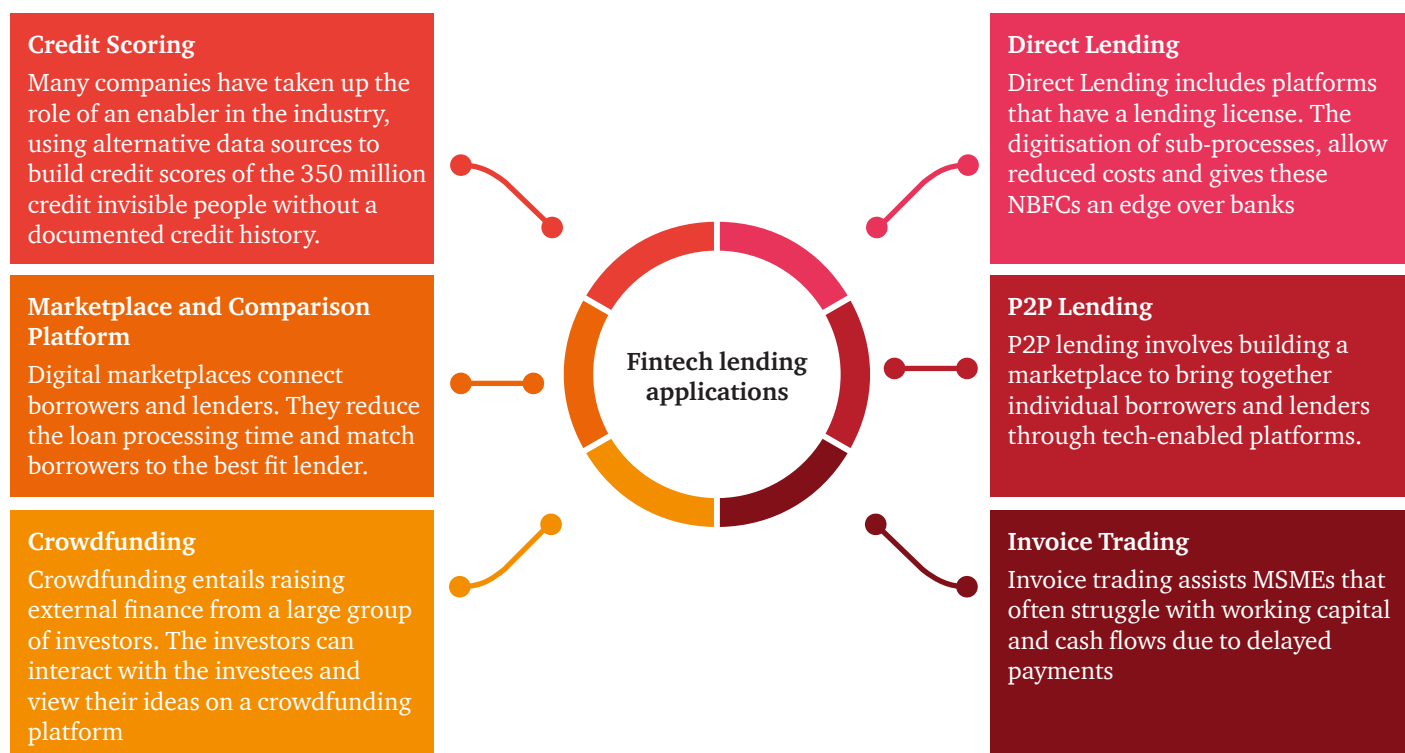 Credit Scoring
Many companies have taken up the
role of an enabler in the industry,
using alternative data sources to
build credit scores of the 350 million
credit invisible people without a
documented credit history.
Marketplace and Comparison
Platform
Digital marketplaces connect
borrowers and lenders. They reduce
the loan processing time and match
borrowers to the best fit lender.
Crowdfunding
Crowdfunding entails raising
external finance from a large group
of investors. The investors can
interact with the investees and
view their ideas on a crowdfunding
platform
Fintech lending
applications
Direct Lending
Direct Lending includes platforms
that have a lending license. The
digitisation of sub-processes, allow
reduced costs and gives these
NBFCs an edge over banks
P2P Lending
P2P lending involves building a
marketplace to bring together
individual borrowers and lenders
through tech-enabled platforms.
Invoice Trading
Invoice trading assists MSMEs that
often struggle with working capital
and cash flows due to delayed
payments